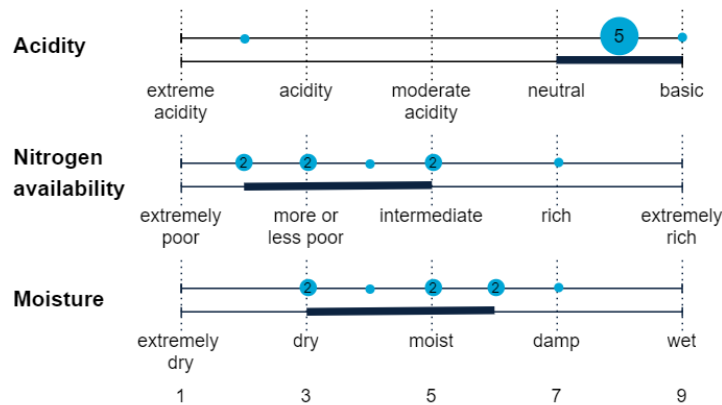 Acidity
5
extreme acidity
acidity
moderate acidity
neutral
basic
Nitrogen availability
2
2
2
extremely poor
more or less poor
intermediate
rich
extremely rich
Moisture
2
2
2
extremely dry
dry
moist
damp
wet
1 3 5 7 9